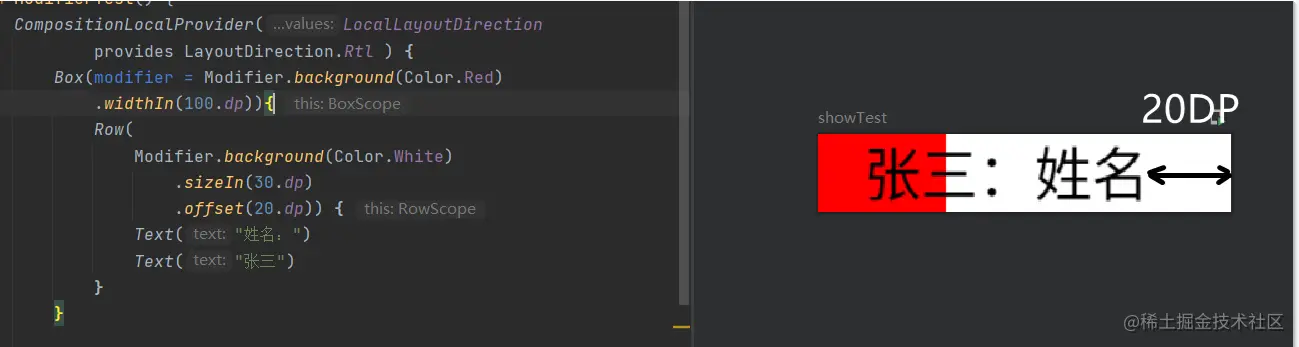 CompositionLocalProvider( ...values: LocalLayoutDirection
provides LayoutDirection.Rtl ) {
Box(modifier = Modifier.background(Color.Red)
.widthIn(100.dp)){ this: BoxScope
Row(
Modifier.background(Color.White)
.sizeIn(30.dp)
.offset(20.dp)) { this: RowScope
Text( text: "姓名：")
Text( text: "张三")
}
}
20DP
showTest
张三：姓名
@稀土掘金技术社区